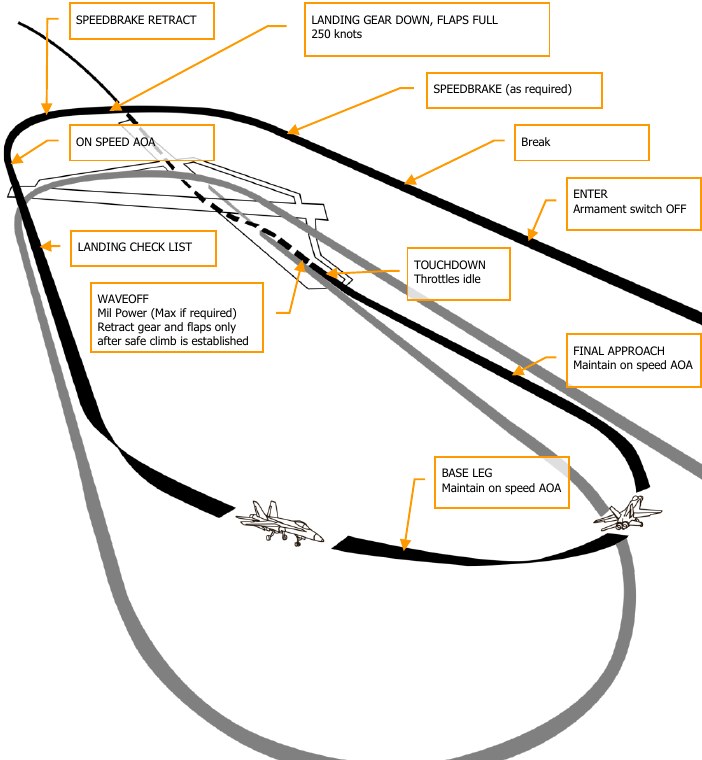 SPEEDBRAKE RETRACT
LANDING GEAR DOWN, FLAPS FULL
250 knots
SPEEDBRAKE (as required)
ON SPEED AOA
Break
ENTER
Armament switch OFF
LANDING CHECK LIST
TOUCHDOWN
Throttles idle
WAVEOFF
Mil Power (Max if required)
Retract gear and flaps only
after safe climb is established
FINAL APPROACH
Maintain on speed AOA
BASE LEG
Maintain on speed AOA